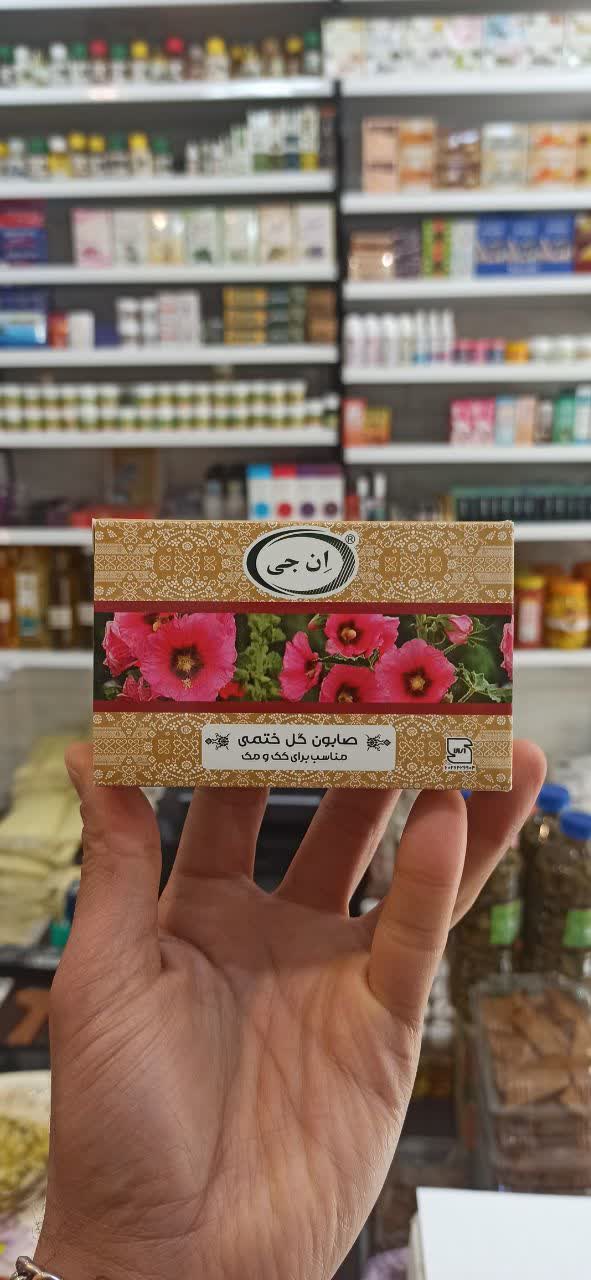 اِن جی
®
صابون گل ختمی
مناسب برای کک و مک